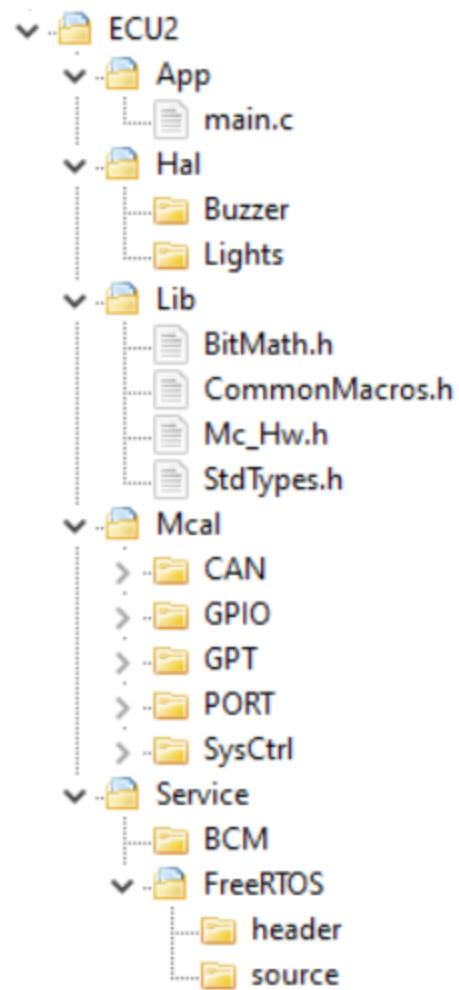 ECU2
App
main.c
Hal
Buzzer
Lights
Lib
BitMath.h
CommonMacros.h
Mc_Hw.h
StdTypes.h
Mcal
CAN
GPIO
GPT
PORT
SysCtrl
Service
BCM
FreeRTOS
header
source